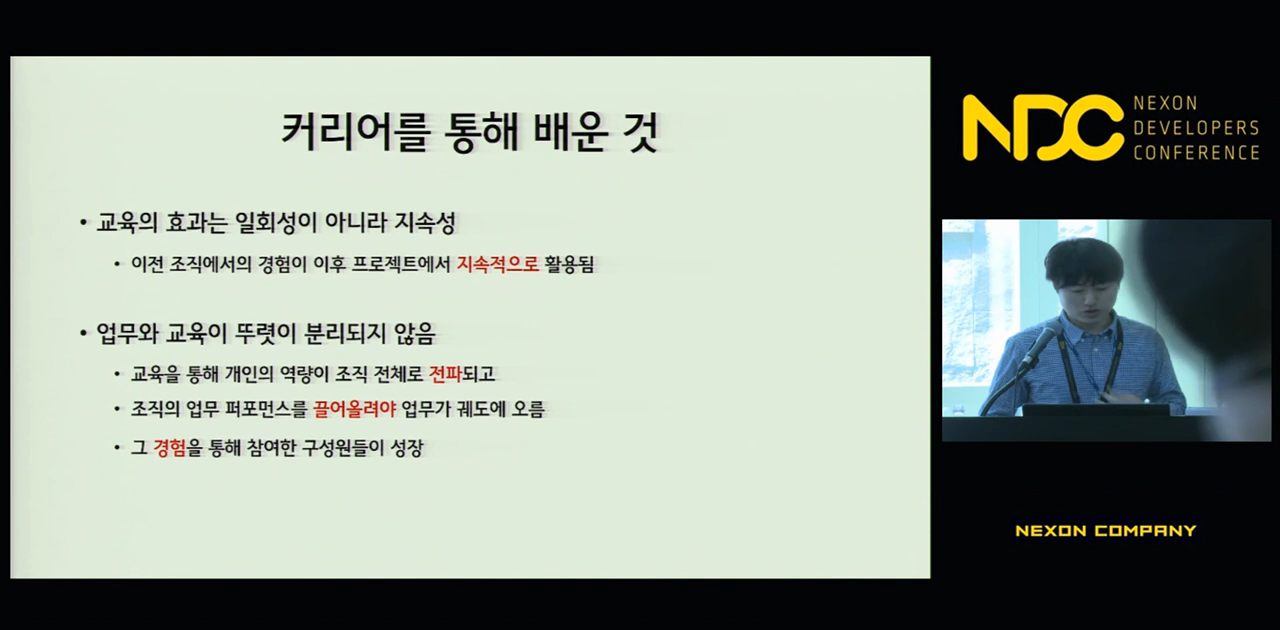 커리어를 통해 배운 것
• 교육의 효과는 일회성이 아니라 지속성
• 이전 조직에서의 경험이 이후 프로젝트에서 지속적으로 활용됨
• 업무와 교육이 뚜렷이 분리되지 않음
• 교육을 통해 개인의 역량이 조직 전체로 전파되고
• 조직의 업무 퍼포먼스를 끌어올려야 업무가 궤도에 오름
• 그 경험을 통해 참여한 구성원들이 성장
NDC
NEXON
DEVELOPERS
CONFERENCE
NEXON COMPANY